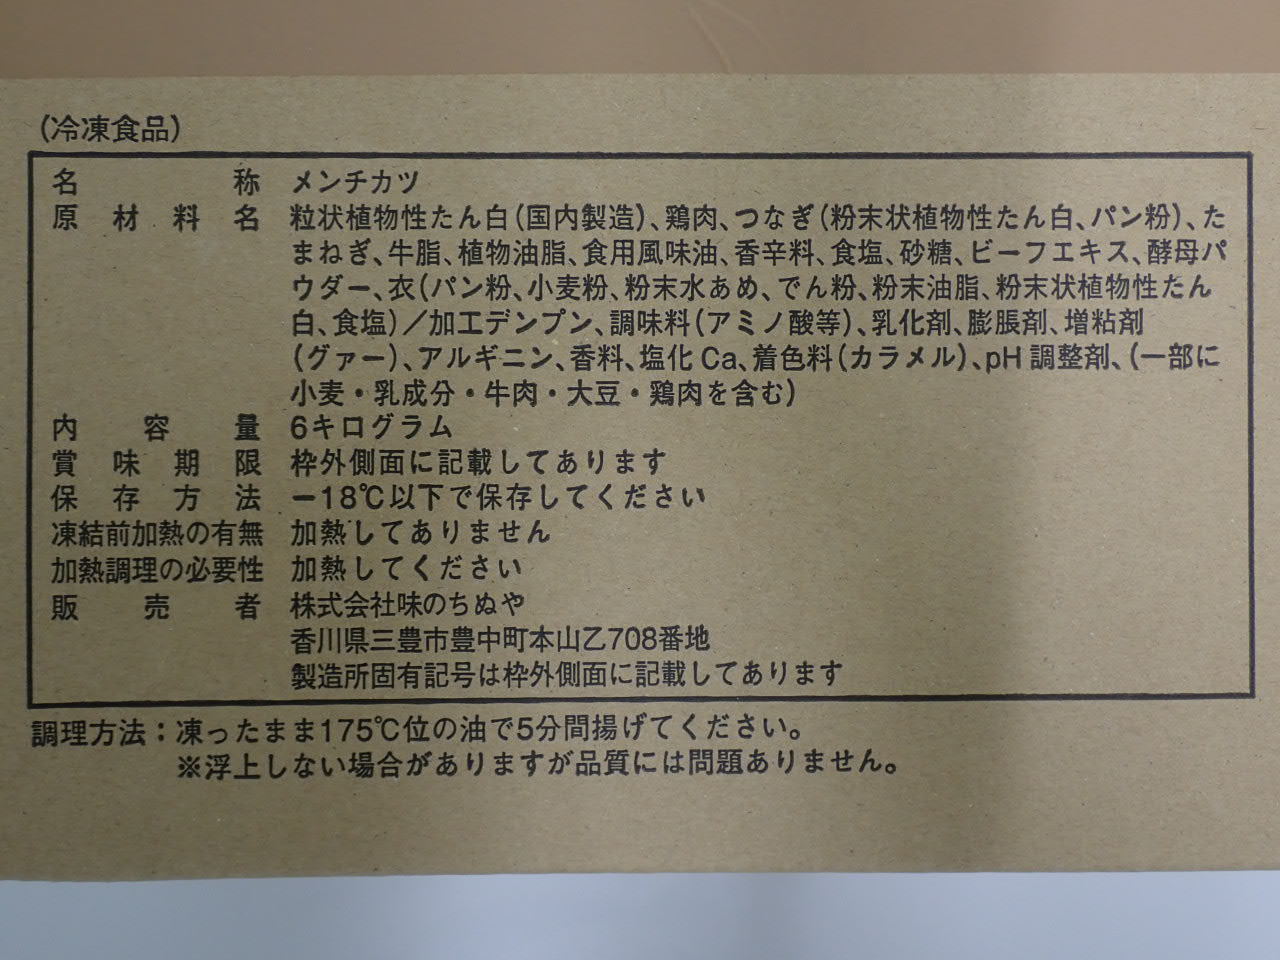 (冷凍食品)
名称 メンチカツ
原材料名 粒状植物性たん白(国内製造)、鶏肉、つなぎ(粉末状植物性たん白、パン粉)、た
まねぎ、牛脂、植物油脂、食用風味油、香辛料、食塩、砂糖、ビーフエキス、酵母パ
ウダー、衣(パン粉、小麦粉、粉末水あめ、でん粉、粉末油脂、粉末状植物性たん
白、食塩)/加工デンプン、調味料(アミノ酸等)、乳化剤、膨脹剤、増粘剤
(グァー)、アルギニン、香料、塩化Ca、着色料(カラメル)、pH調整剤、(一部に
小麦・乳成分・牛肉・大豆・鶏肉を含む)
内容量 6キログラム
賞味期限 枠外側面に記載してあります
保存方法 −18℃以下で保存してください
凍結前加熱の有無 加熱してありません
加熱調理の必要性 加熱してください
販売者 株式会社味のちぬや
香川県三豊市豊中町本山乙708番地
製造所固有記号は枠外側面に記載してあります
調理方法：凍ったまま175℃位の油で5分間揚げてください。
※浮上しない場合がありますが品質には問題ありません。